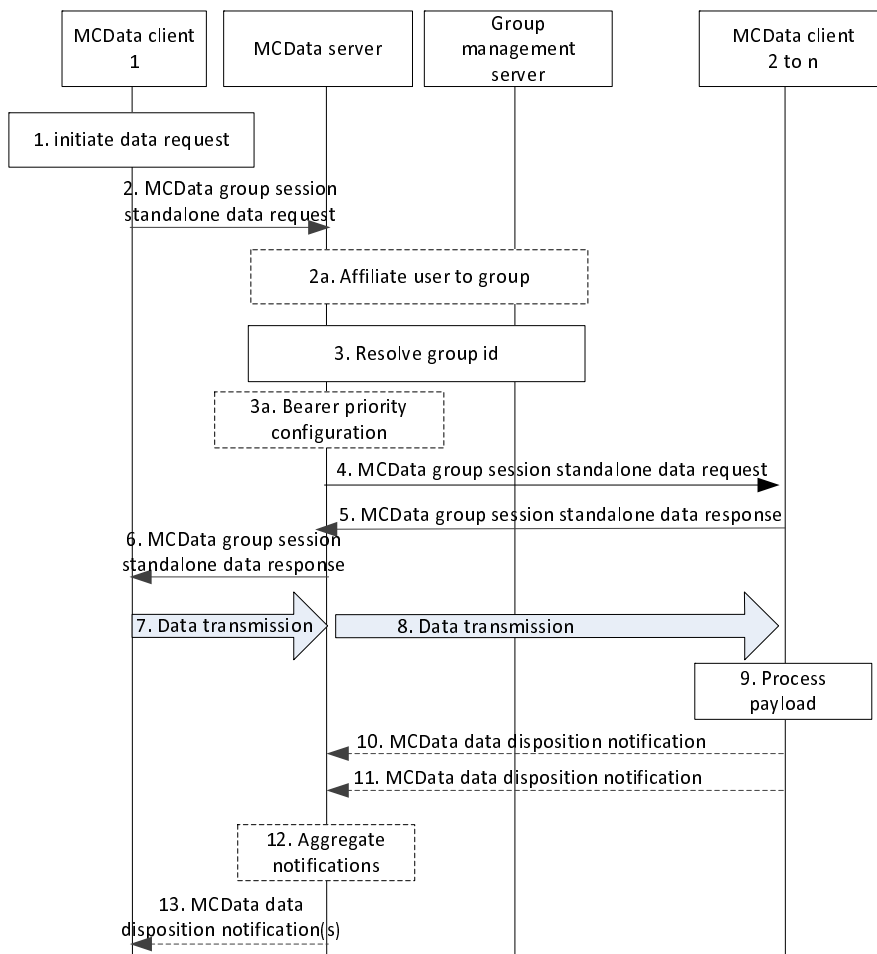 MCData client
1
MCData server
Group
management
server
MCData client
2 to n
1. initiate data request
2. MCData group session
standalone data request
2a. Affiliate user to group
3. Resolve group id
3a. Bearer priority
configuration
4. MCData group session standalone data request
5. MCData group session standalone data response
6. MCData group session
standalone data response
7. Data transmission
8. Data transmission
9. Process
payload
10. MCData data disposition notification
11. MCData data disposition notification
12. Aggregate
notifications
13. MCData data
disposition notification(s)